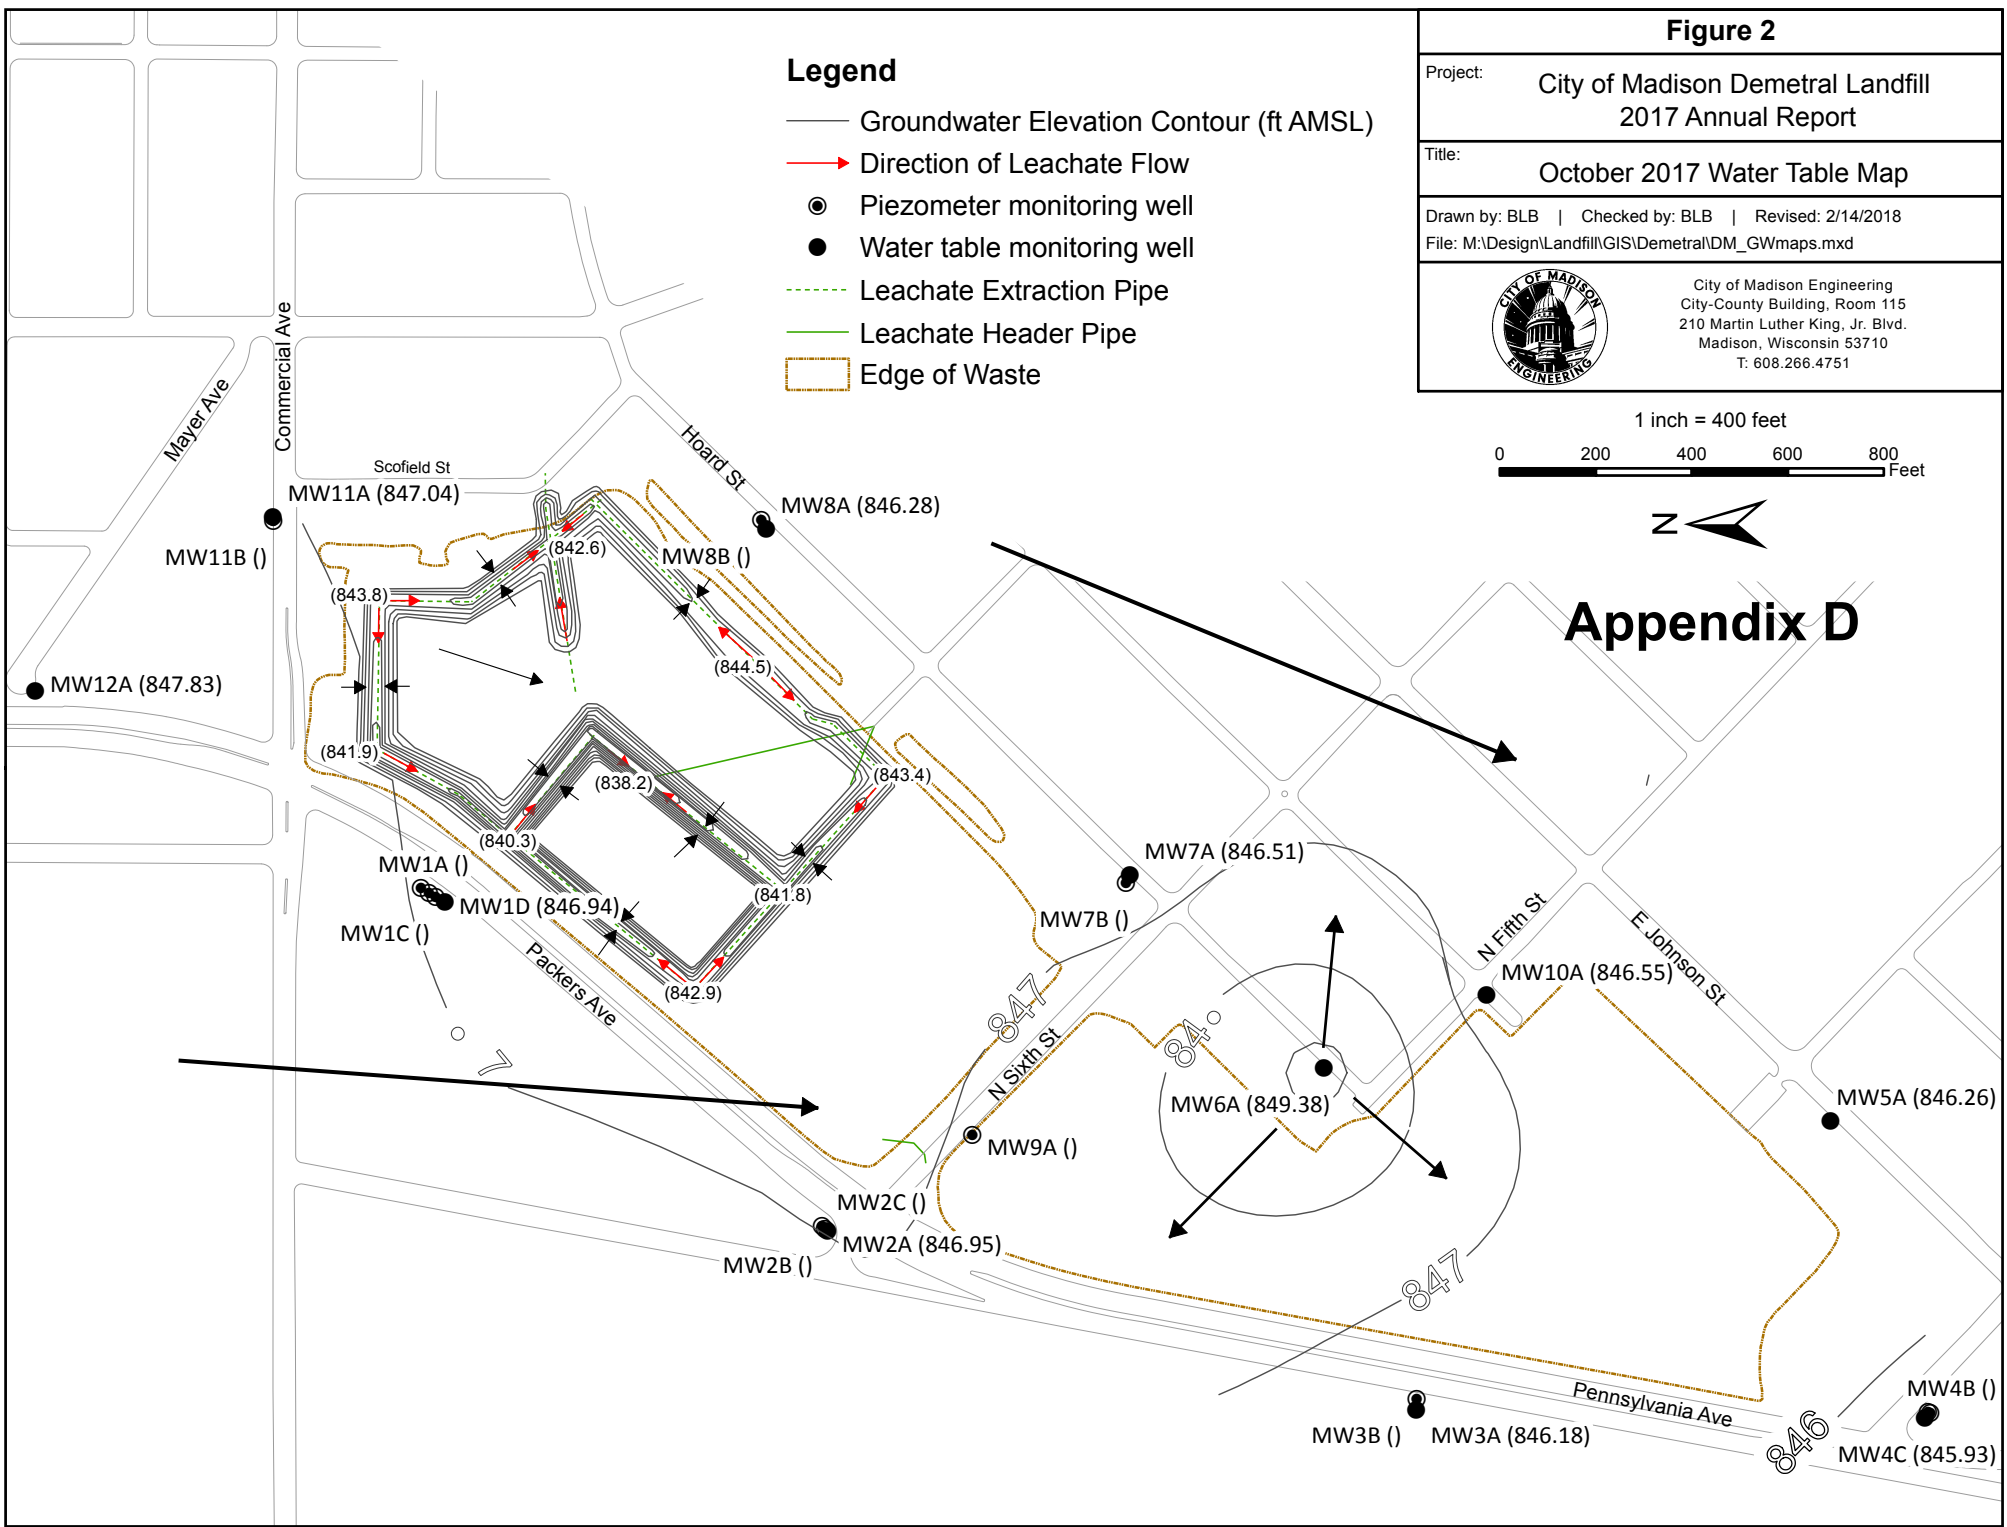 Figure 2
Project:
City of Madison Demetral Landfill
2017 Annual Report
Title:
October 2017 Water Table Map
Drawn by: BLB | Checked by: BLB | Revised: 2/14/2018
File: M:\Design\Landfill\GIS\Demetral\DM_GWmaps.mxd
CITY OF MADISON
ENGINEERING
City of Madison Engineering
City-County Building, Room 115
210 Martin Luther King, Jr. Blvd.
Madison, Wisconsin 53710
T: 608.266.4751
Legend
Groundwater Elevation Contour (ft AMSL)
Direction of Leachate Flow
Piezometer monitoring well
Water table monitoring well
Leachate Extraction Pipe
Leachate Header Pipe
Edge of Waste
1 inch = 400 feet
0 200 400 600 800
Feet
N
Appendix D
Mayer Ave
Commercial Ave
Scofield St
Hoard St
MW11A (847.04)
MW11B ()
MW8A (846.28)
MW8B ()
(842.6)
(843.8)
MW12A (847.83)
(844.5)
(841.9)
(838.2)
(843.4)
(840.3)
MW1A ()
MW1D (846.94)
MW1C ()
(841.8)
MW7A (846.51)
MW7B ()
Packers Ave
(842.9)
N Fifth St
E Johnson St
MW10A (846.55)
847
N Sixth St
84
7
MW6A (849.38)
MW5A (846.26)
MW9A ()
MW2C ()
MW2A (846.95)
MW2B ()
847
Pennsylvania Ave
MW3B ()
MW3A (846.18)
846
MW4B ()
MW4C (845.93)